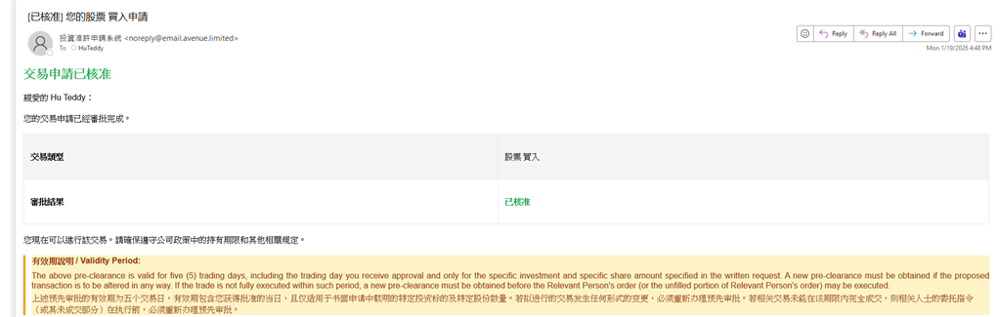 [已核准] 您的股票 買入申請
投資准許申請系統 <noreply@email.avenue.limited>
To HuTeddy
Reply
Reply All
Forward
Mon 1/19/2026 4:48 PM
交易申請已核准
親愛的 Hu Teddy：
您的交易申請已經審批完成。
交易類型 股票 買入
審批結果 已核准
您現在可以進行該交易。請確保遵守公司政策中的持有期限和其他相關規定。
有效期說明 / Validity Period:
The above pre-clearance is valid for five (5) trading days, including the trading day you receive approval and only for the specific investment and specific share amount specified in the written request. A new pre-clearance must be obtained if the proposed
transaction is to be altered in any way. If the trade is not fully executed within such period, a new pre-clearance must be obtained before the Relevant Person's order (or the unfilled portion of Relevant Person's order) may be executed.
上述预先审批的有效期为五个交易日，有效期包含您获得批准的当日，且仅适用于书面申请中载明的特定投资标的及特定股份数量。若拟进行的交易发生任何形式的变更，必须重新办理预先审批。若相关交易未能在该期限内完全成交，则相关人士的委托指令
（或其未成交部分）在执行前，必须重新办理预先审批。